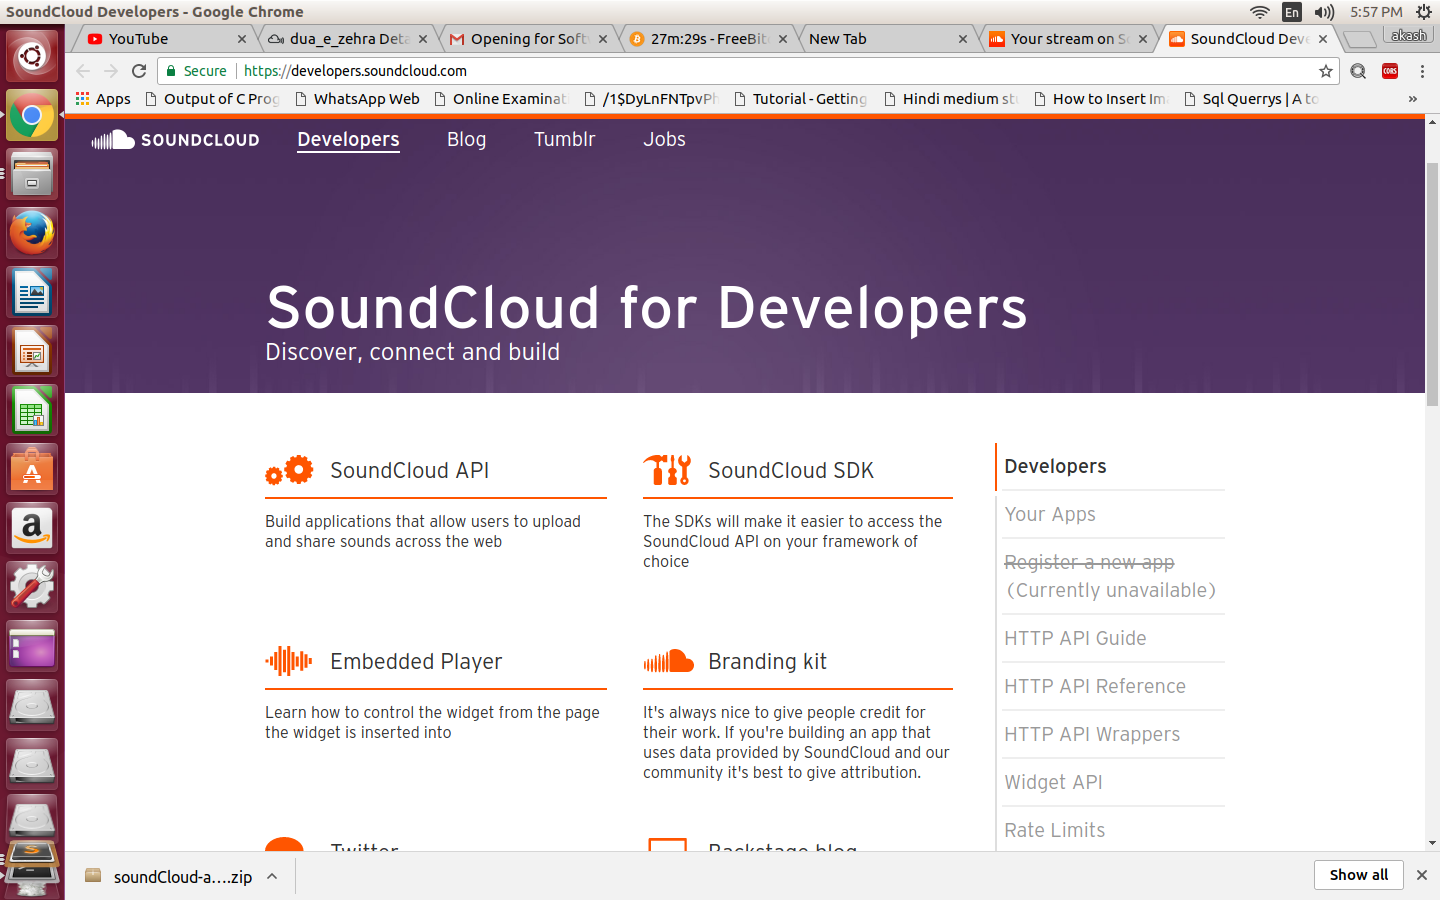 SoundCloud Developers - Google Chrome
En
5:57 PM
YouTube
dua_e_zehra Deta
Opening for Soft
27m:29s - FreeBit
New Tab
Your stream on So
SoundCloud Deve
akash
Secure
https://developers.soundcloud.com
CORS
Apps
Output of C Prog
WhatsApp Web
Online Examinat
/1$DyLnFNTpvPh
Tutorial - Getting
Hindi medium stu
How to Insert Ima
Sql Querrys | A to
»
SOUNDCLOUD
Developers
Blog
Tumblr
Jobs
SoundCloud for Developers
Discover, connect and build
SoundCloud API
Build applications that allow users to upload
and share sounds across the web
SoundCloud SDK
The SDKs will make it easier to access the
SoundCloud API on your framework of
choice
Embedded Player
Learn how to control the widget from the page
the widget is inserted into
Branding kit
It's always nice to give people credit for
their work. If you're building an app that
uses data provided by SoundCloud and our
community it's best to give attribution.
Twitter
Backstage blog
Developers
Your Apps
Register a new app
(Currently unavailable)
HTTP API Guide
HTTP API Reference
HTTP API Wrappers
Widget API
Rate Limits
soundCloud-a....zip
Show all